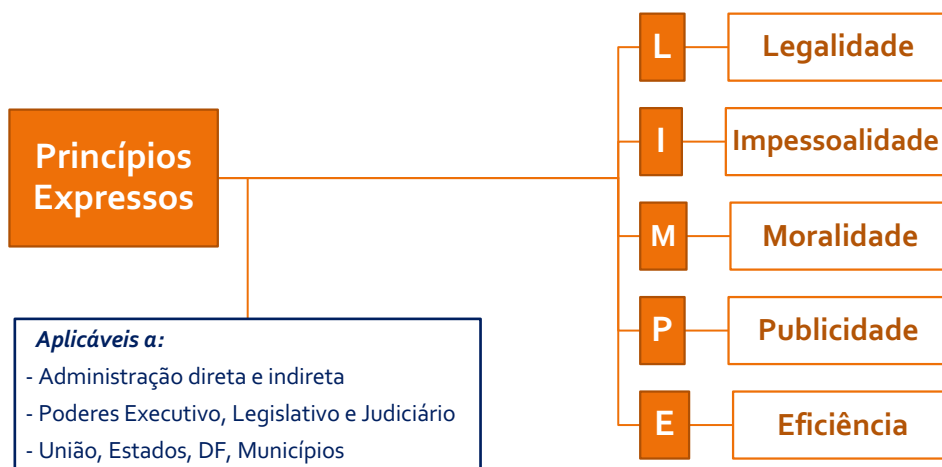 Princípios
Expressos
Aplicáveis a:
- Administração direta e indireta
- Poderes Executivo, Legislativo e Judiciário
- União, Estados, DF, Municípios
L
Legalidade
I
Impessoalidade
M
Moralidade
P
Publicidade
E
Eficiência